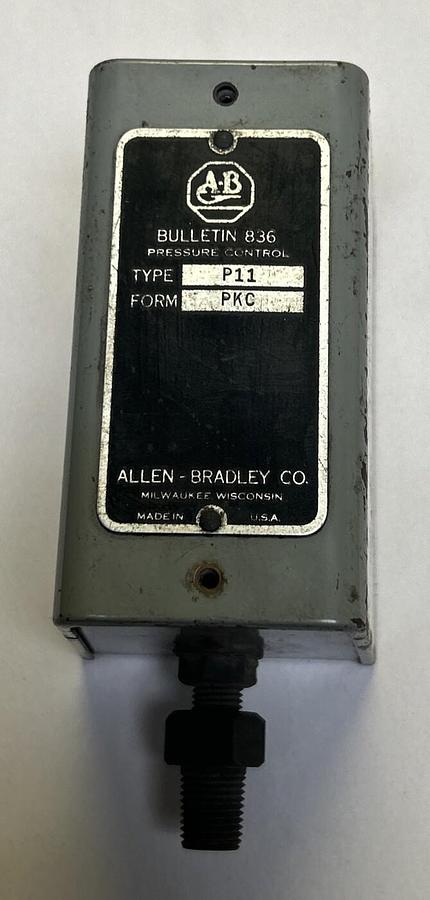 A-B
BULLETIN 836
PRESSURE CONTROL
TYPE P11
FORM PKC
ALLEN-BRADLEY CO.
MILWAUKEE WISCONSIN
MADE IN U.S.A.